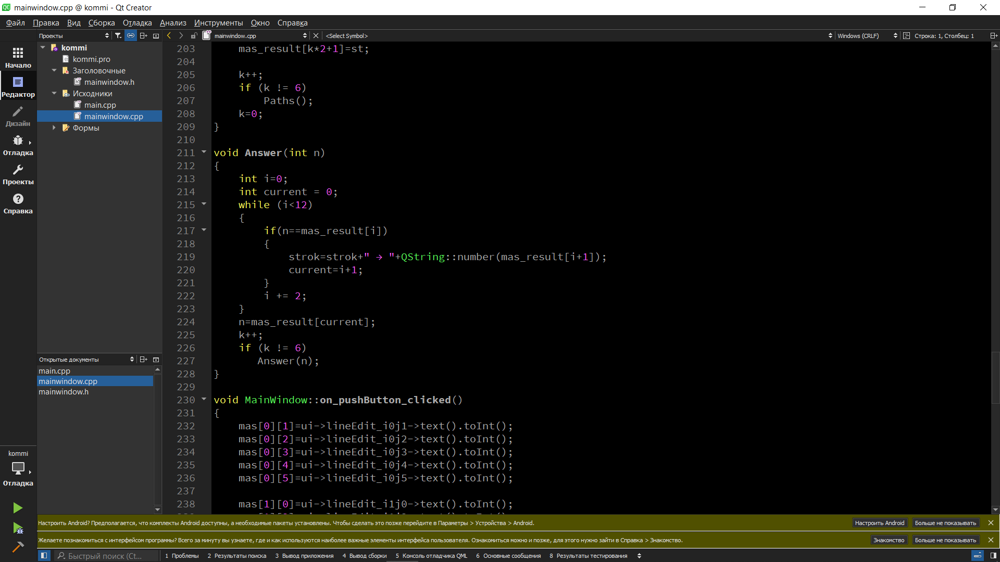 mainwindow.cpp @ kommi - Qt Creator
Файл Правка Вид Сборка Отладка Анализ Инструменты Окно Справка
Проекты
mainwindow.cpp
<Select Symbol>
Windows (CRLF)
Строка: 1, Столбец: 1
Начало
Редактор
Дизайн
Отладка
Проекты
Справка
kommi
kommi.pro
Заголовочные
mainwindow.h
Исходники
main.cpp
mainwindow.cpp
Формы
Открытые документы
main.cpp
mainwindow.cpp
mainwindow.h
kommi
Отладка
203 mas_result[k*2+1]=st;
204
205 k++;
206 if (k != 6)
207 Paths();
208 k=0;
209 }
210
211 void Answer(int n)
212 {
213 int i=0;
214 int current = 0;
215 while (i<12)
216 {
217 if(n==mas_result[i])
218 {
219 strok=strok+" → "+QString::number(mas_result[i+1]);
220 current=i+1;
221 }
222 i += 2;
223 }
224 n=mas_result[current];
225 k++;
226 if (k != 6)
227 Answer(n);
228 }
229
230 void MainWindow::on_pushButton_clicked()
231 {
232 mas[0][1]=ui->lineEdit_i0j1->text().toInt();
233 mas[0][2]=ui->lineEdit_i0j2->text().toInt();
234 mas[0][3]=ui->lineEdit_i0j3->text().toInt();
235 mas[0][4]=ui->lineEdit_i0j4->text().toInt();
236 mas[0][5]=ui->lineEdit_i0j5->text().toInt();
237
238 mas[1][0]=ui->lineEdit_i1j0->text().toInt();
Настроить Android? Предполагается, что комплекты Android доступны, а необходимые пакеты установлены. Чтобы сделать это позже перейдите в Параметры > Устройства > Android.
Настроить Android
Больше не показывать
Желаете познакомиться с интерфейсом программы? Всего за минуту вы узнаете, где и как используются наиболее важные элементы интерфейса пользователя. Ознакомиться можно и позже, для этого нужно зайти в Справка > Знакомство.
Знакомство
Больше не показывать
Быстрый поиск (Ct...
1 Проблемы 2 Результаты поиска 3 Вывод приложения 4 Вывод сборки 5 Консоль отладчика QML 6 Основные сообщения 8 Результаты тестирования